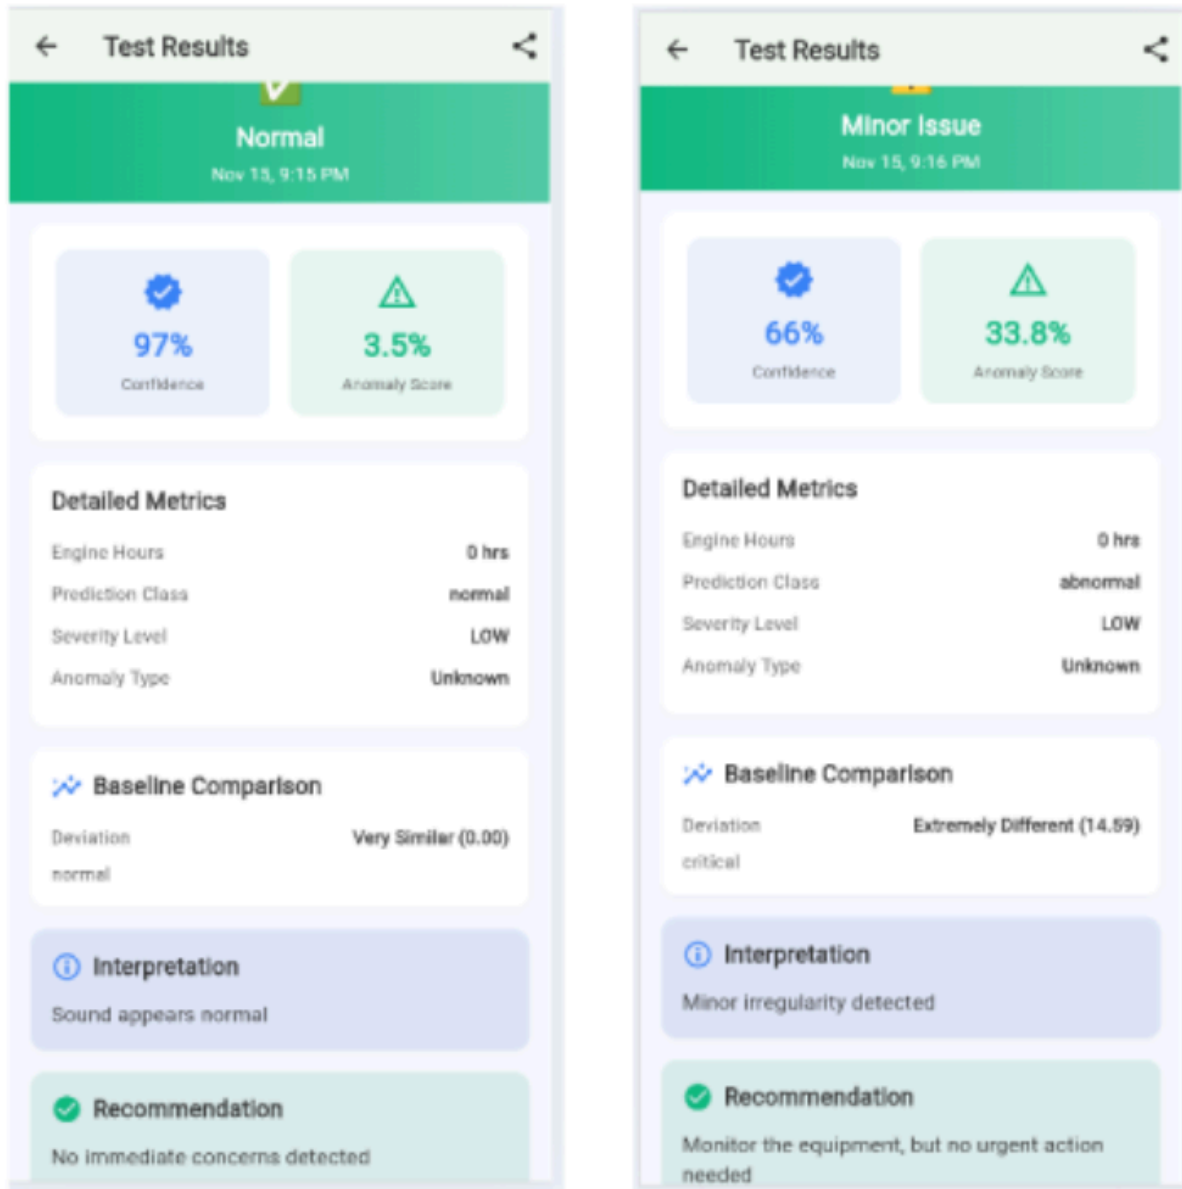 Test Results
Normal
Nov 15, 9:15 PM
97%
Confidence
3.5%
Anomaly Score
Detailed Metrics
Engine Hours 0 hrs
Prediction Class normal
Severity Level LOW
Anomaly Type Unknown
Baseline Comparison
Deviation Very Similar (0.00)
normal
Interpretation
Sound appears normal
Recommendation
No immediate concerns detected
Test Results
Minor Issue
Nov 15, 9:16 PM
66%
Confidence
33.8%
Anomaly Score
Detailed Metrics
Engine Hours 0 hrs
Prediction Class abnormal
Severity Level LOW
Anomaly Type Unknown
Baseline Comparison
Deviation Extremely Different (14.59)
critical
Interpretation
Minor irregularity detected
Recommendation
Monitor the equipment, but no urgent action
needed